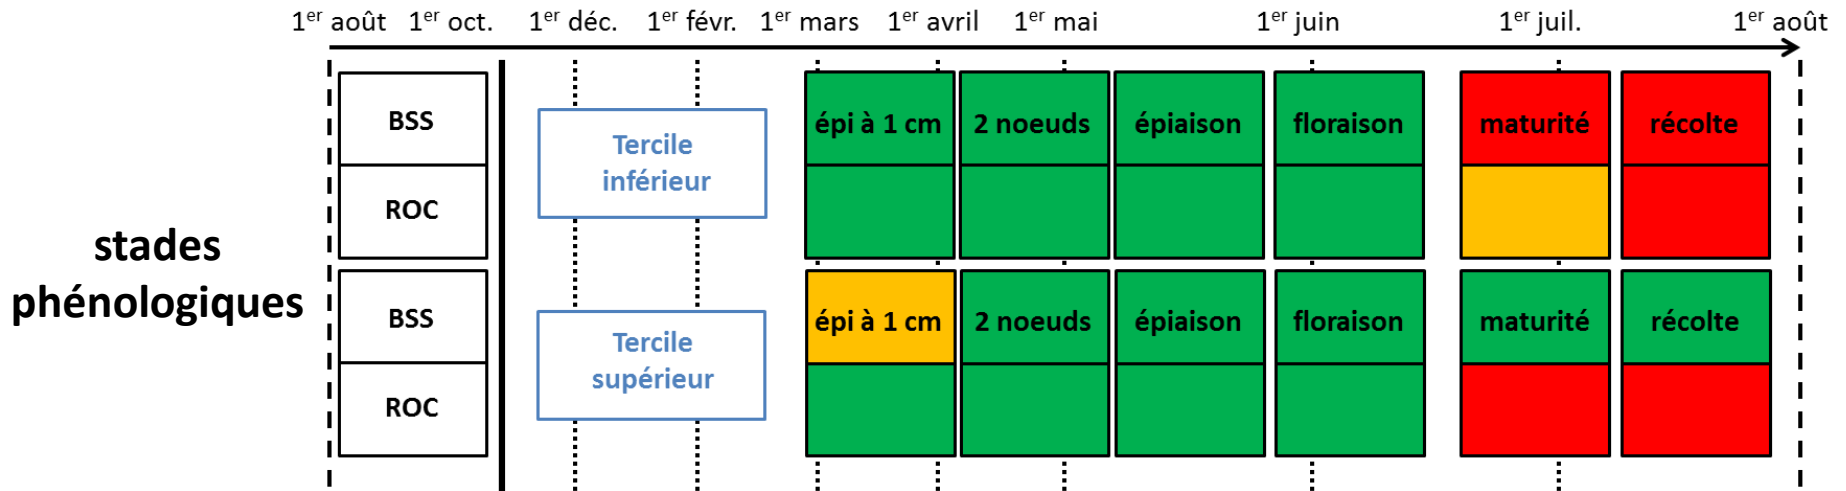 1er août 1er oct. 1er déc. 1er févr. 1er mars 1er avril 1er mai 1er juin 1er juil. 1er août
stades
phénologiques
BSS
ROC
Tercile
inférieur
épi à 1 cm 2 noeuds épiaison floraison maturité récolte
BSS
ROC
Tercile
supérieur
épi à 1 cm 2 noeuds épiaison floraison maturité récolte